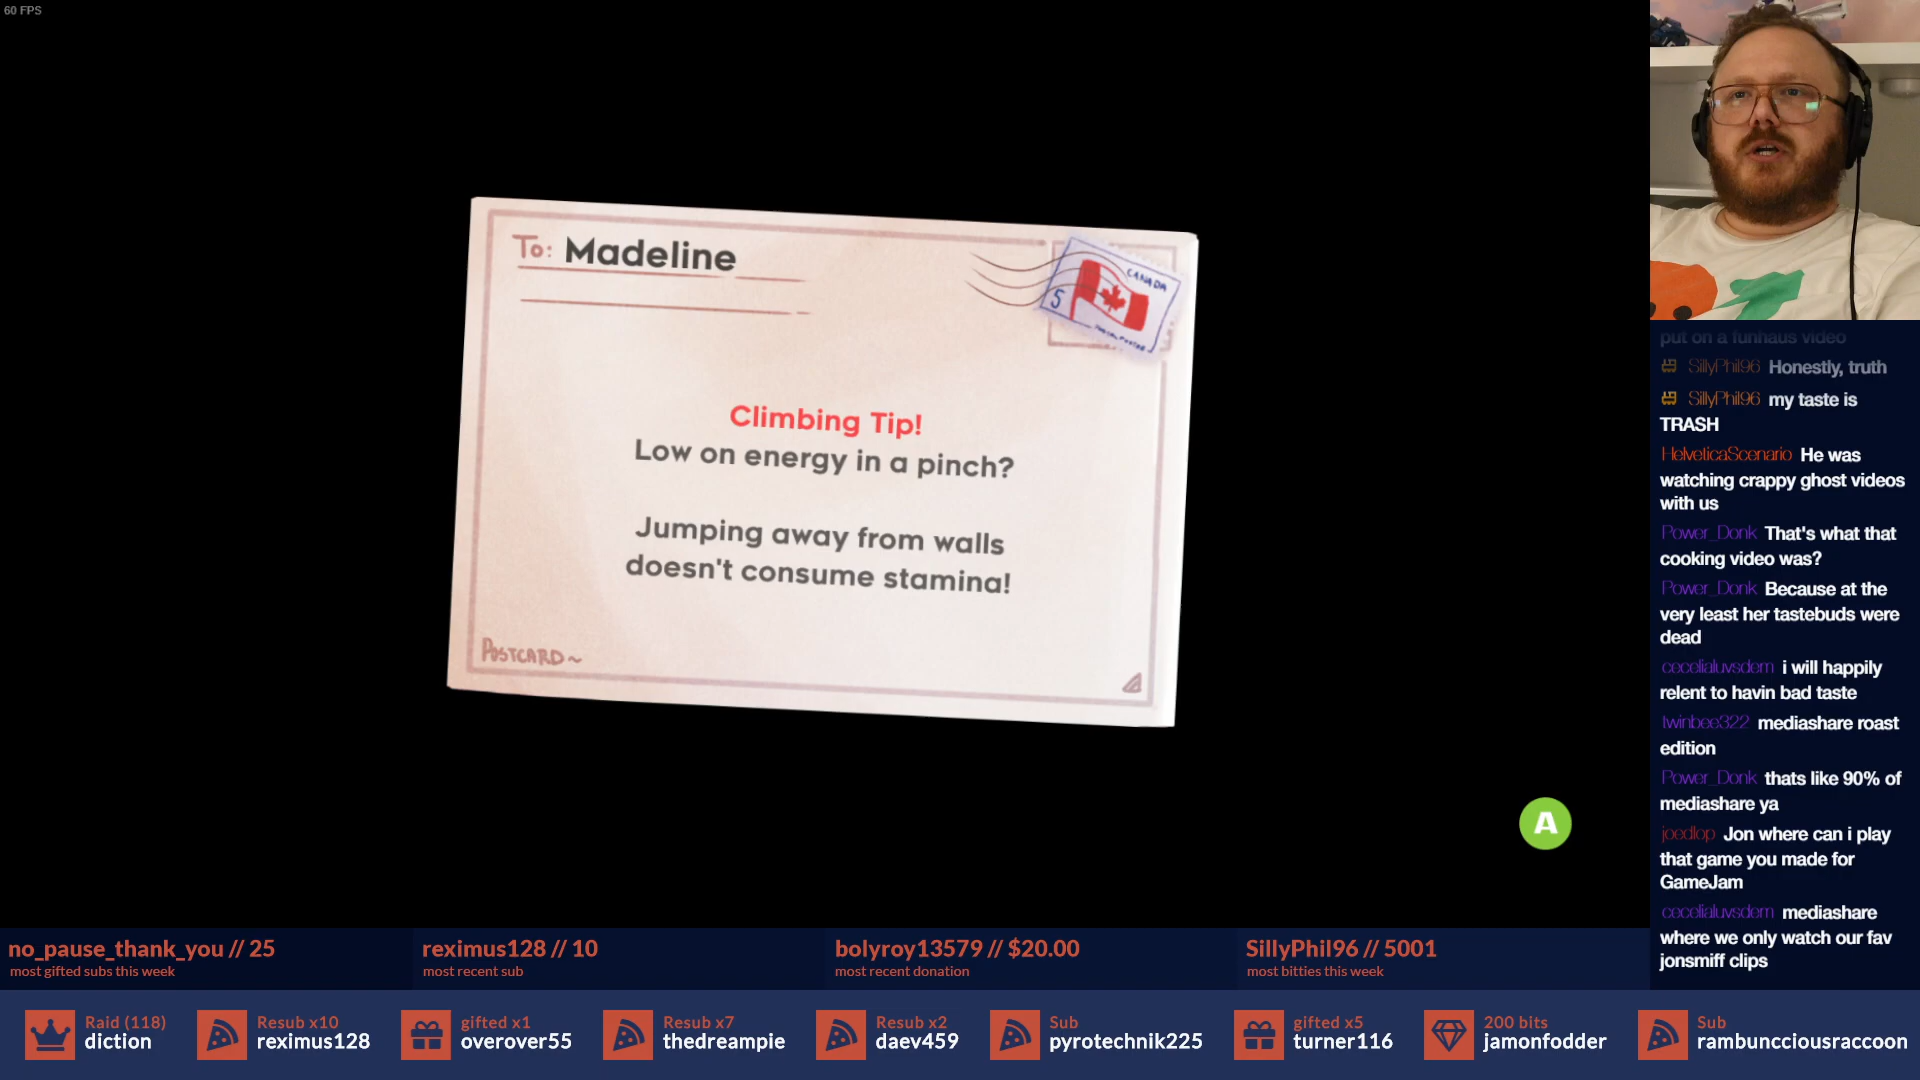 60 FPS
To: Madeline
CANADA
5
Climbing Tip!
Low on energy in a pinch?
Jumping away from walls
doesn't consume stamina!
POSTCARD~
A
put on a funhaus video
SillyPhil96 Honestly, truth
SillyPhil96 my taste is
TRASH
HelveticaScenario He was
watching crappy ghost videos
with us
Power_Donk That's what that
cooking video was?
Power_Donk Because at the
very least her tastebuds were
dead
cecelialuvsdem i will happily
relent to havin bad taste
twinbee322 mediashare roast
edition
Power_Donk thats like 90% of
mediashare ya
joedlop Jon where can i play
that game you made for
GameJam
cecelialuvsdem mediashare
where we only watch our fav
jonsmiff clips
no_pause_thank_you // 25
most gifted subs this week
reximus128 // 10
most recent sub
bolyroy13579 // $20.00
most recent donation
SillyPhil96 // 5001
most bitties this week
Raid (118)
diction
Resub x10
reximus128
gifted x1
overover55
Resub x7
thedreampie
Resub x2
daev459
Sub
pyrotechnik225
gifted x5
turner116
200 bits
jamonfodder
Sub
rambuncciousraccoon